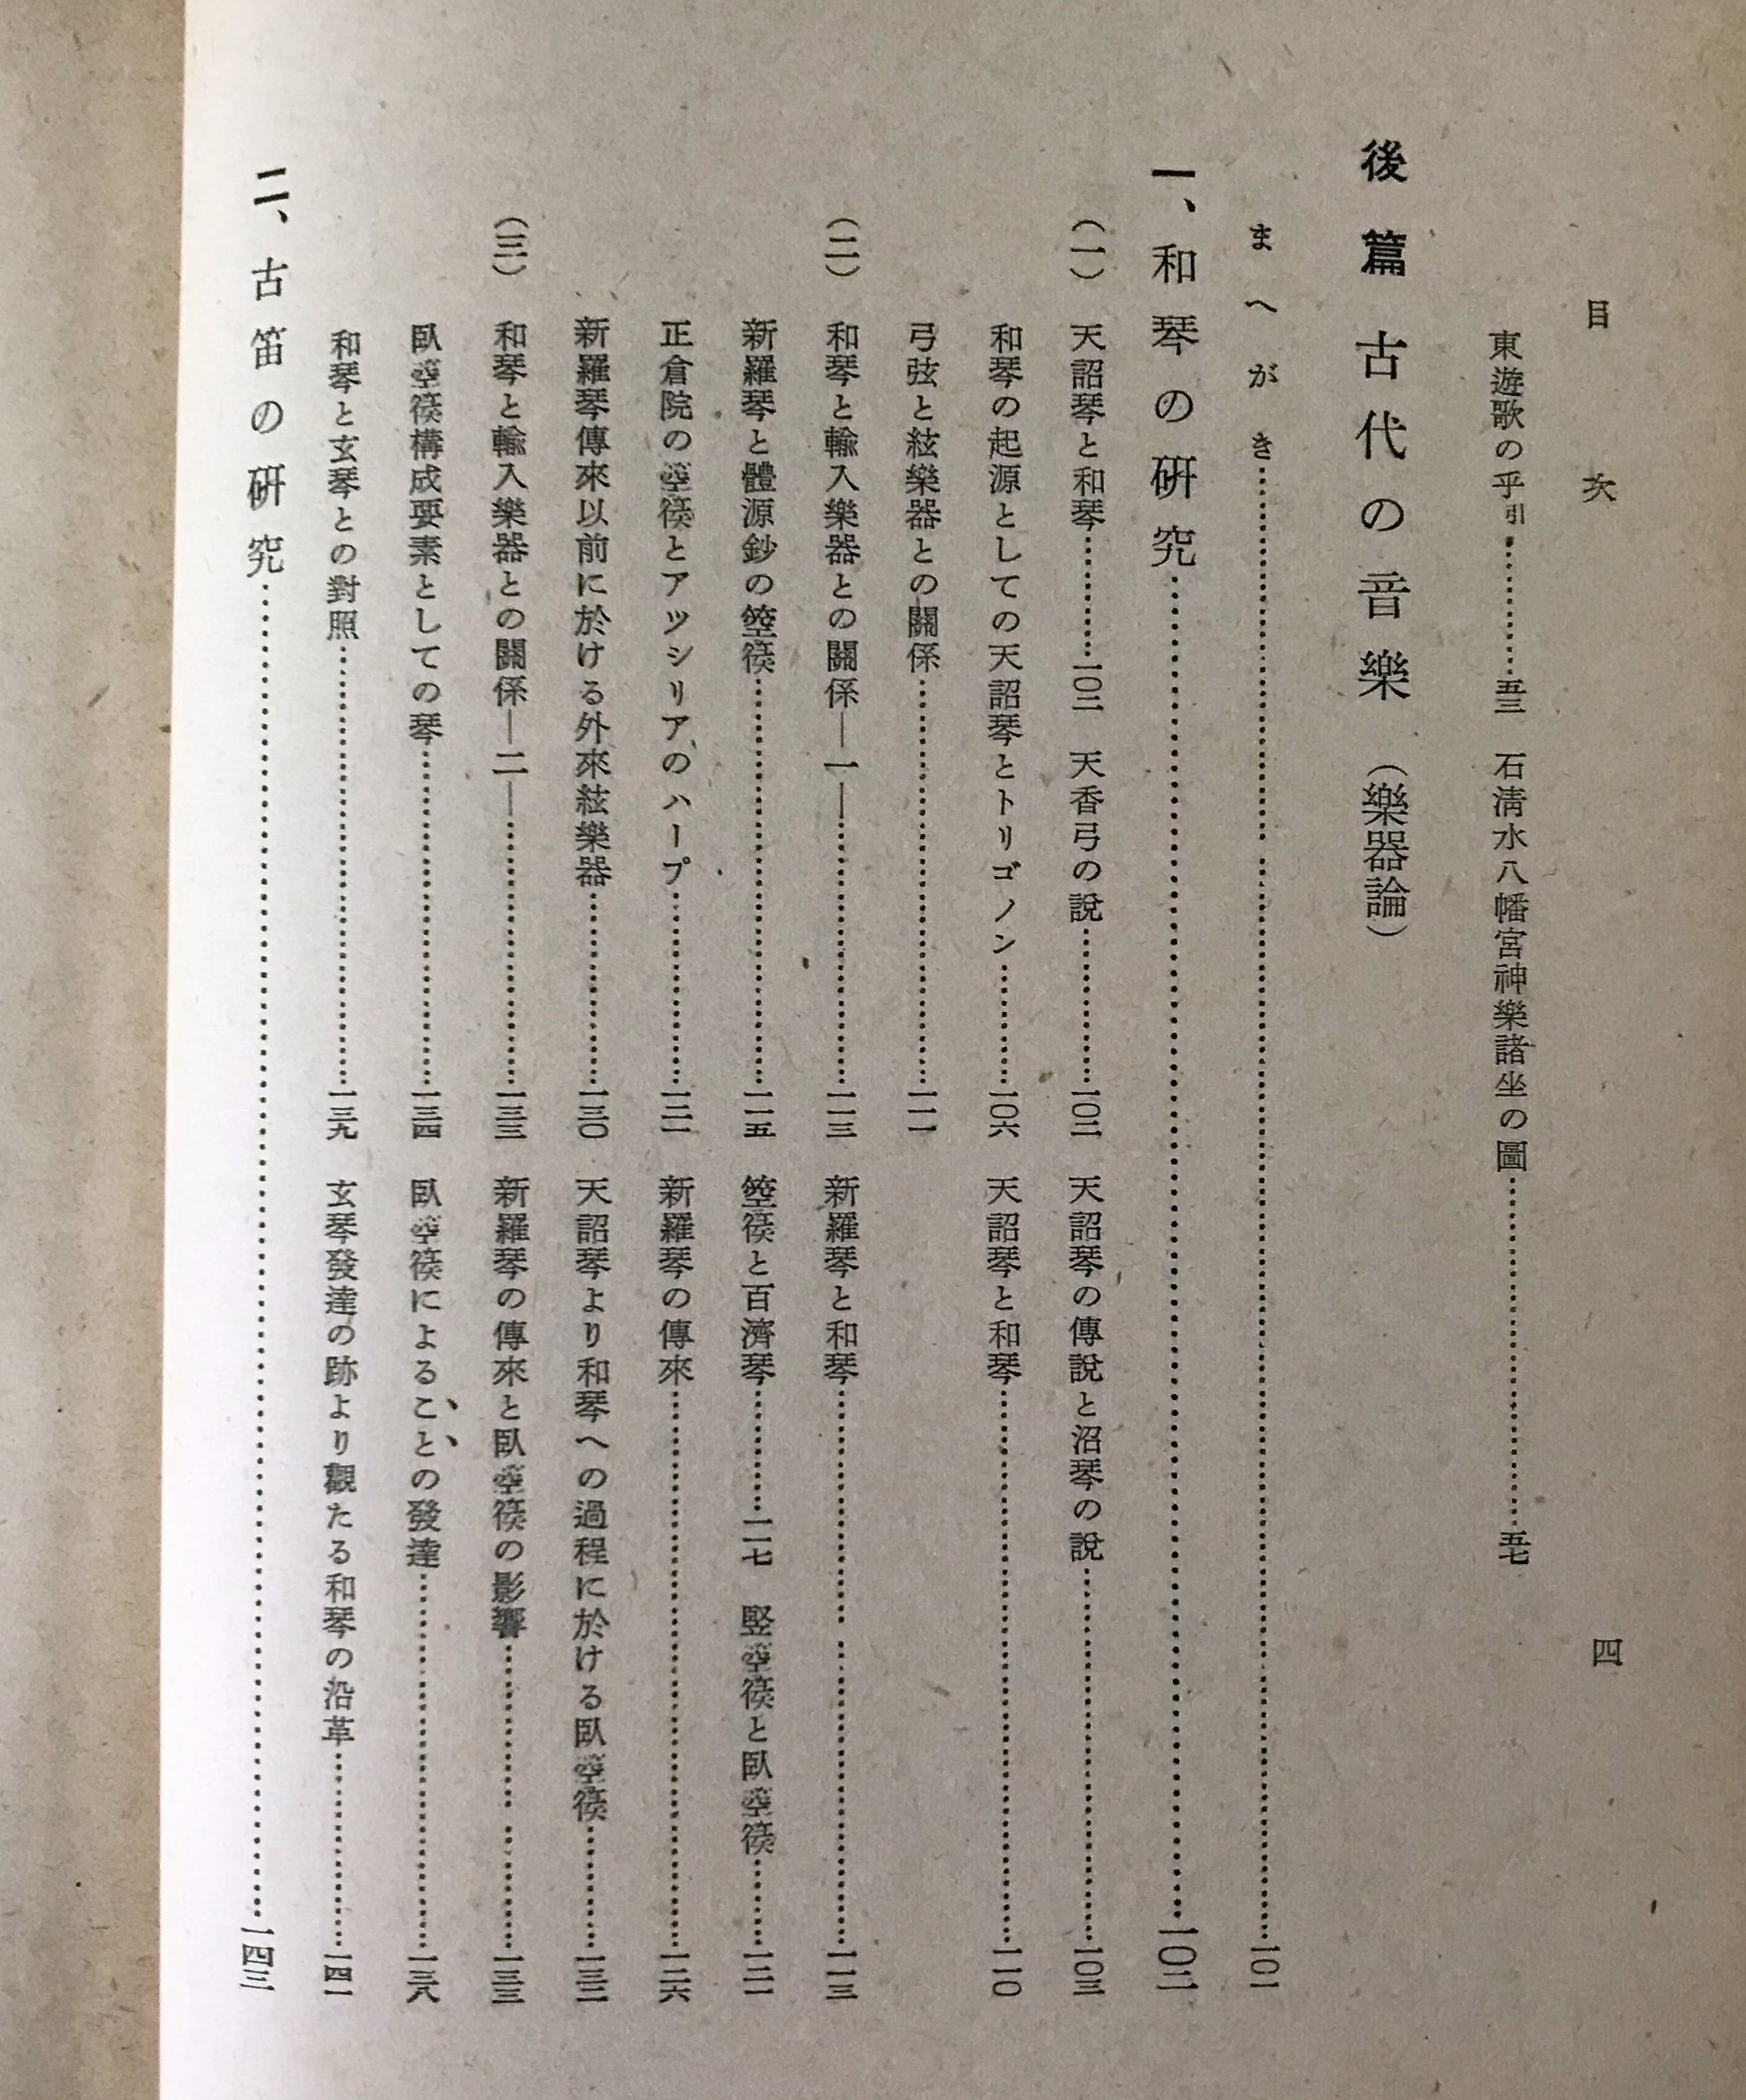 目次　四
東遊歌の乎引…………五三　石清水八幡宮神樂諸坐の圖…………五七
後篇　古代の音樂（樂器論）
まへがき…………一〇一
一、和琴の研究…………一〇二
（一）　天詔琴と和琴…………一〇二　天香弓の說…………一〇二　天詔琴の傳說と沼琴の說…………一〇三
和琴の起源としての天詔琴とトリゴノン…………一〇六　天詔琴と和琴…………一一〇
弓弦と絃樂器との關係…………一一一
（二）　和琴と輸入樂器との關係―一―…………一一三　新羅琴と和琴…………一一三
新羅琴と體源鈔の箜篌…………一一五　箜篌と百濟琴…………一一七　竪箜篌と臥箜篌…………一二一
正倉院の箜篌とアツシリアのハープ…………一二一　新羅琴の傳來…………一二六
新羅琴傳來以前に於ける外來絃樂器…………一三〇　天詔琴より和琴への過程に於ける臥箜篌…………一三二
（三）　和琴と輸入樂器との關係―二―…………一三三　新羅琴の傳來と臥箜篌の影響…………一三三
臥箜篌構成要素としての琴…………一三四　臥箜篌によることの發達…………一三八
和琴と玄琴との對照…………一三九　玄琴發達の跡より觀たる和琴の沿革…………一四一
二、古笛の研究…………一四三